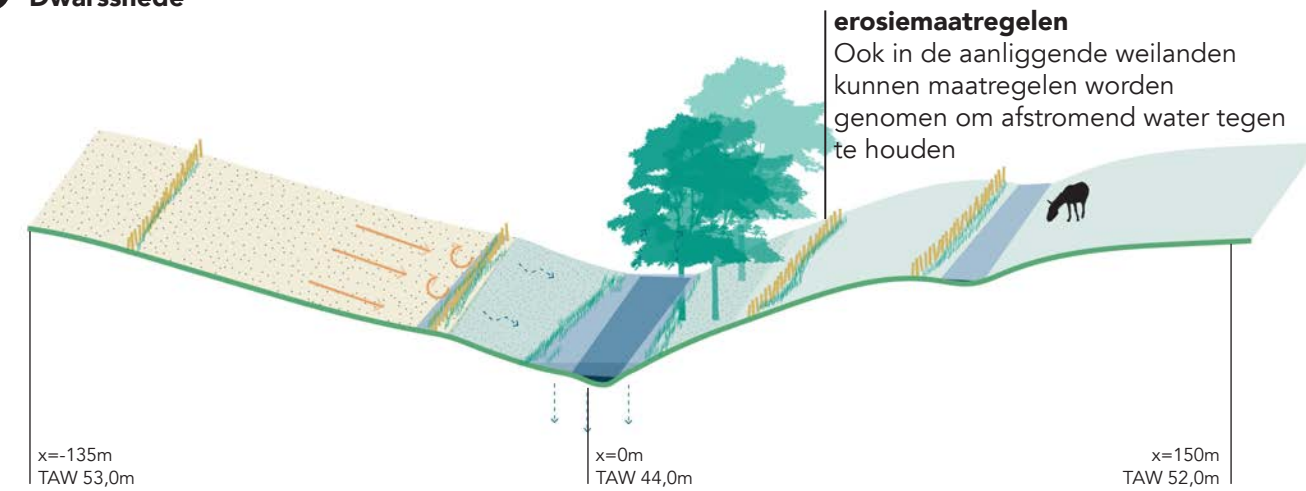 Dwarssnede
erosiemaatregelen
Ook in de aanliggende weilanden
kunnen maatregelen worden
genomen om afstromend water tegen
te houden
x=-135m
TAW 53,0m
x=0m
TAW 44,0m
x=150m
TAW 52,0m